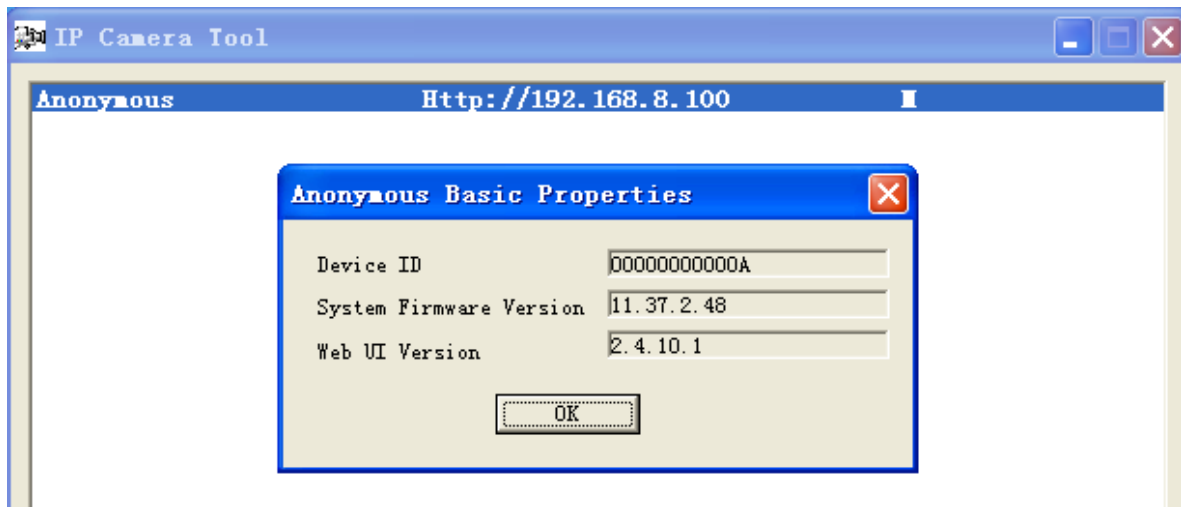 IP Camera Tool
Anonymous Http://192.168.8.100
Anonymous Basic Properties
Device ID 00000000000A
System Firmware Version 11.37.2.48
Web UI Version 2.4.10.1
OK